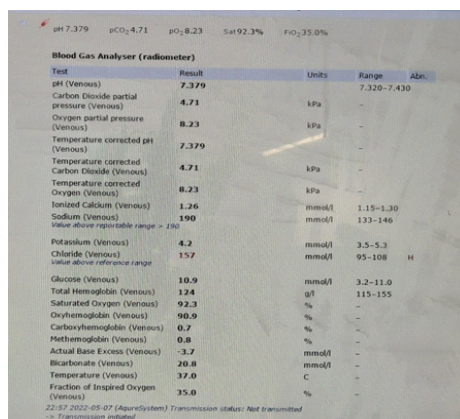 pH 7.379 pCO2 4.71 pO2 8.23 Sat 92.3% FiO2 35.0%
Blood Gas Analyser (radiometer)
Test Result Units Range Abn.
pH (Venous) 7.379 7.320-7.430
Carbon Dioxide partial
pressure (Venous) 4.71 kPa -
Oxygen partial pressure
(Venous) 8.23 kPa -
Temperature corrected pH
(Venous) 7.379 -
Temperature corrected
Carbon Dioxide (Venous) 4.71 kPa -
Temperature corrected
Oxygen (Venous) 8.23 kPa -
Ionized Calcium (Venous) 1.26 mmol/l 1.15-1.30
Sodium (Venous) 190 mmol/l 133-146
Value above reportable range > 190
Potassium (Venous) 4.2 mmol/l 3.5-5.3
Chloride (Venous) 157 mmol/l 95-108 H
Value above reference range
Glucose (Venous) 10.9 mmol/l 3.2-11.0
Total Hemoglobin (Venous) 124 g/l 115-155
Saturated Oxygen (Venous) 92.3 % -
Oxyhemoglobin (Venous) 90.9 % -
Carboxyhemoglobin (Venous) 0.7 % -
Methemoglobin (Venous) 0.8 % -
Actual Base Excess (Venous) -3.7 mmol/l -
Bicarbonate (Venous) 20.8 mmol/l -
Temperature (Venous) 37.0 C -
Fraction of Inspired Oxygen
(Venous) 35.0 % -
22:57 2022-05-07 (AqureSystem) Transmission status: Not transmitted
-> Transmission initiated